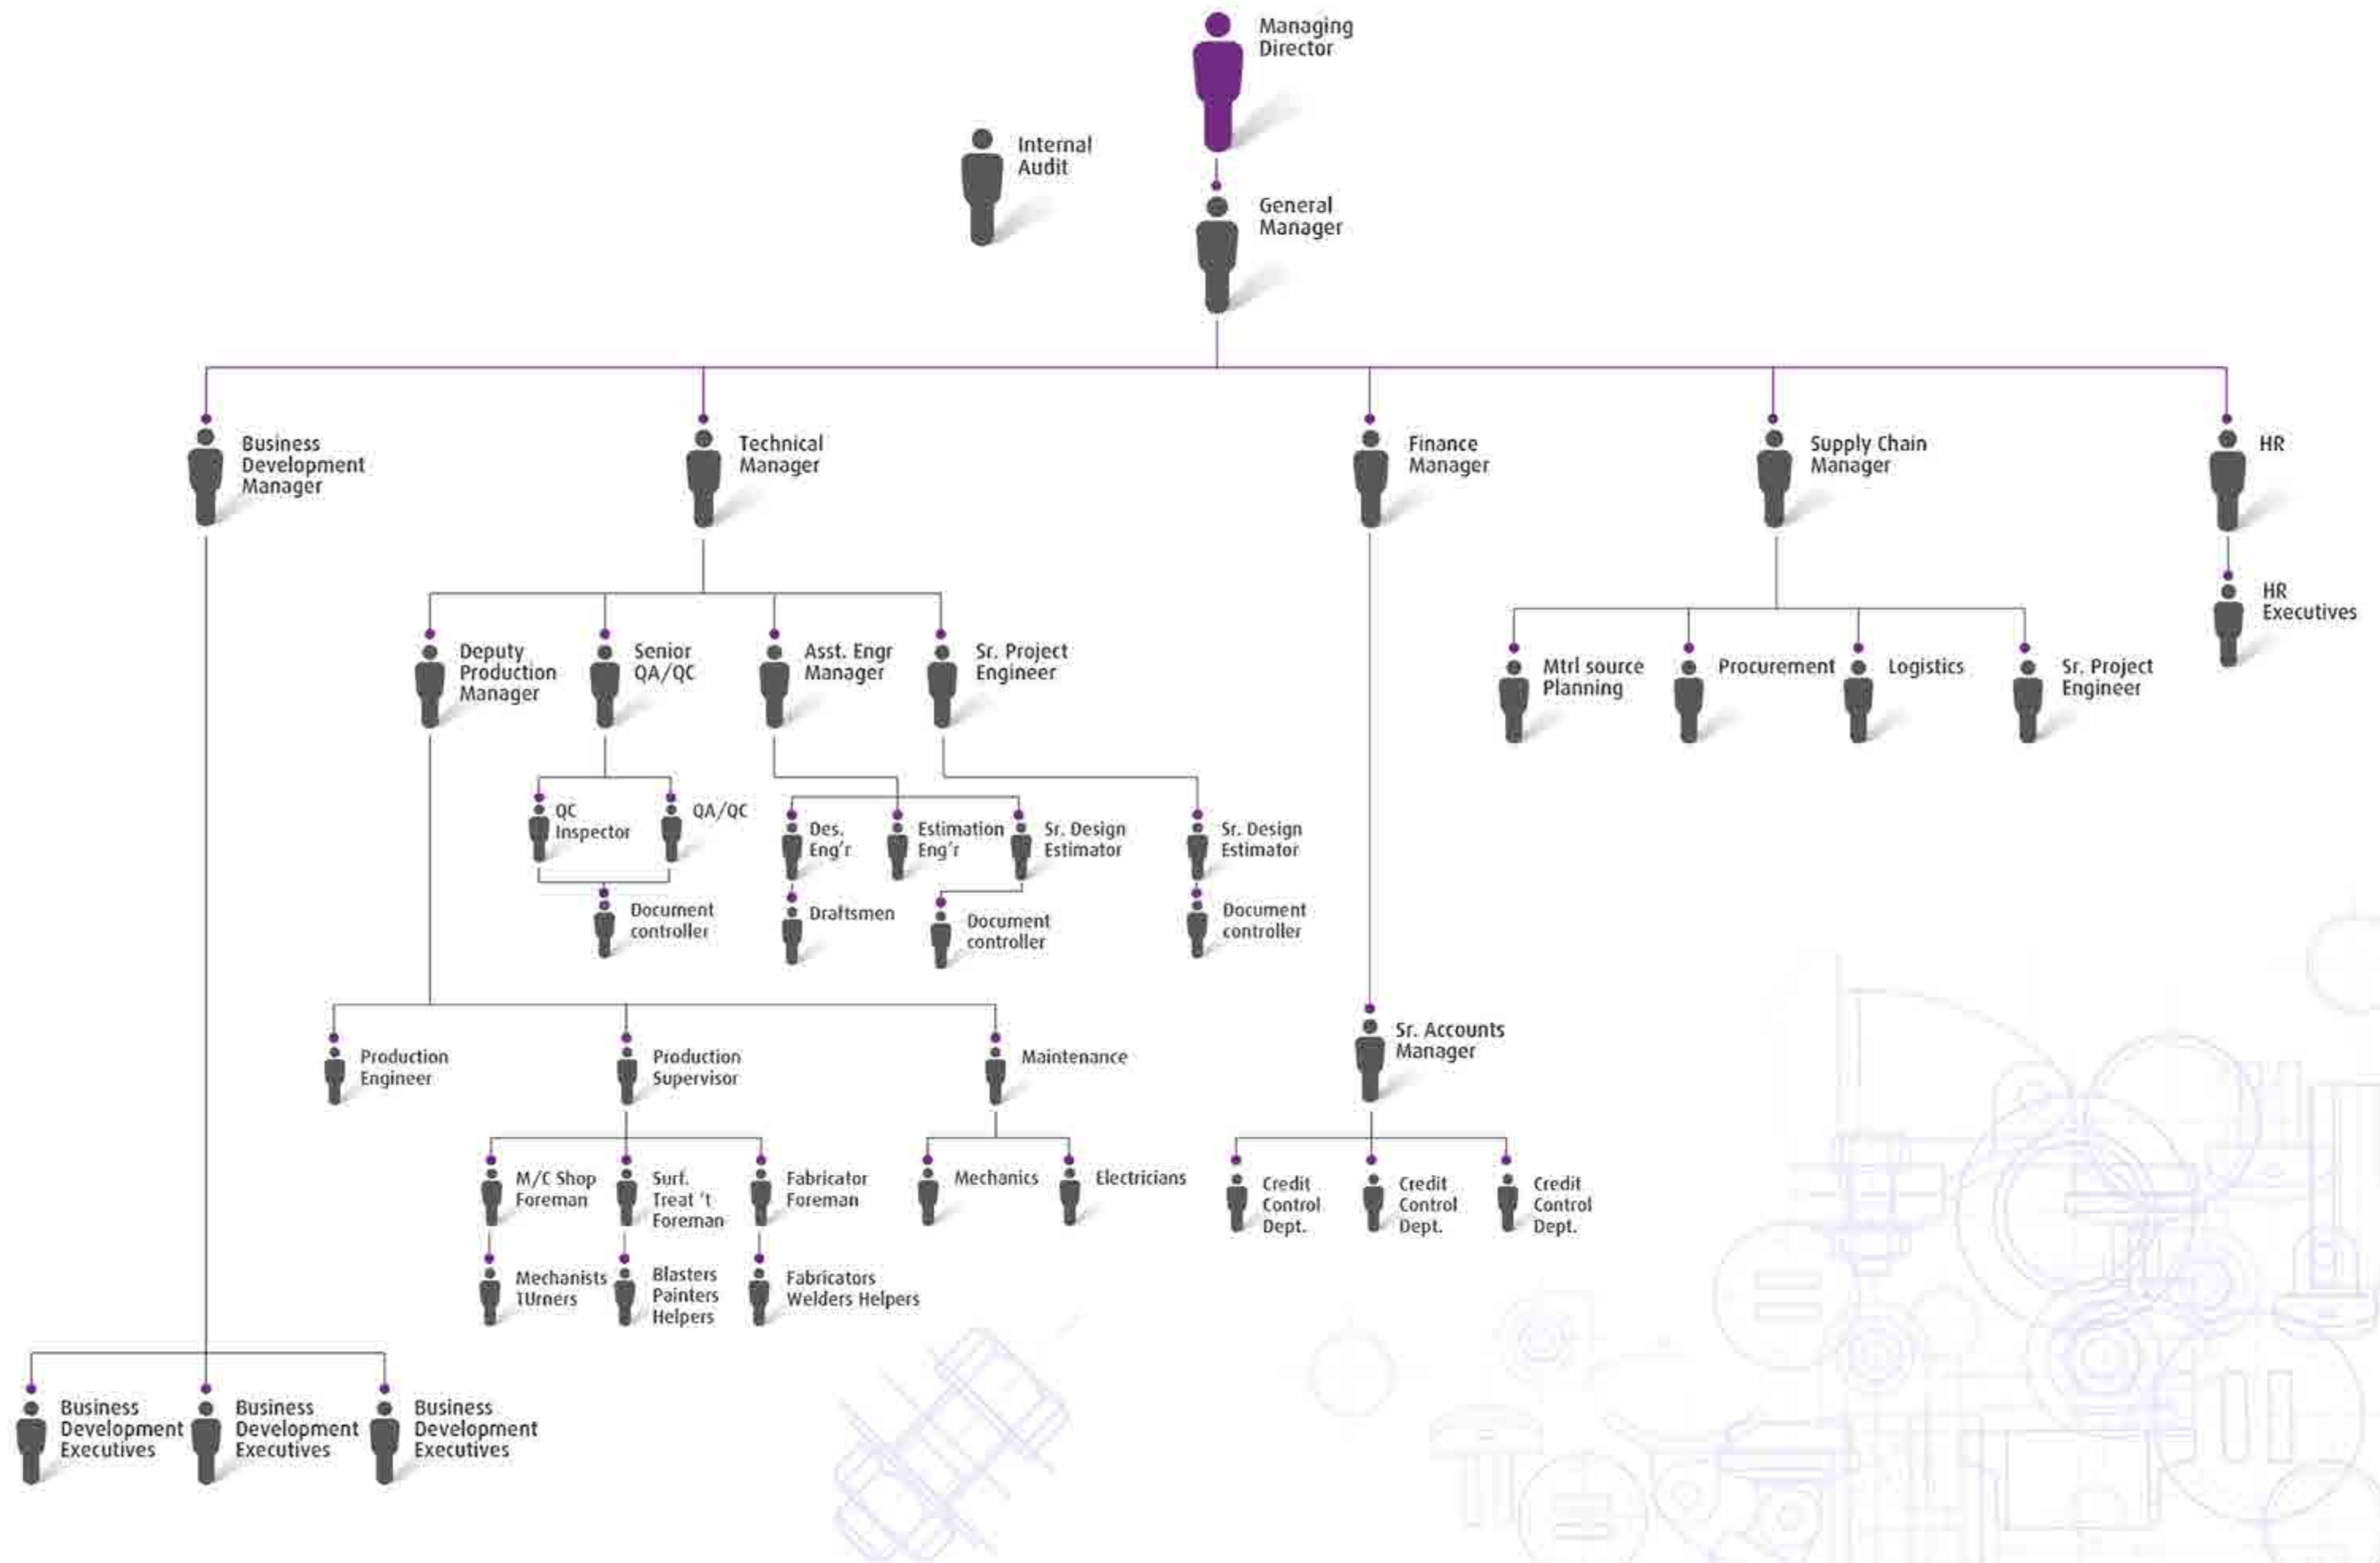 Managing
Director
Internal
Audit
General
Manager
Business
Development
Manager
Technical
Manager
Finance
Manager
Supply Chain
Manager
HR
HR
Executives
Deputy
Production
Manager
Senior
QA/QC
Asst. Engr
Manager
Sr. Project
Engineer
Mtrl source
Planning
Procurement
Logistics
Sr. Project
Engineer
QC
Inspector
QA/QC
Des.
Eng'r
Estimation
Eng'r
Sr. Design
Estimator
Sr. Design
Estimator
Document
controller
Draftsmen
Document
controller
Document
controller
Production
Engineer
Production
Supervisor
Maintenance
Sr. Accounts
Manager
M/C Shop
Foreman
Surf.
Treat 't
Foreman
Fabricator
Foreman
Mechanics
Electricians
Credit
Control
Dept.
Credit
Control
Dept.
Credit
Control
Dept.
Mechanists
TUrners
Blasters
Painters
Helpers
Fabricators
Welders Helpers
Business
Development
Executives
Business
Development
Executives
Business
Development
Executives